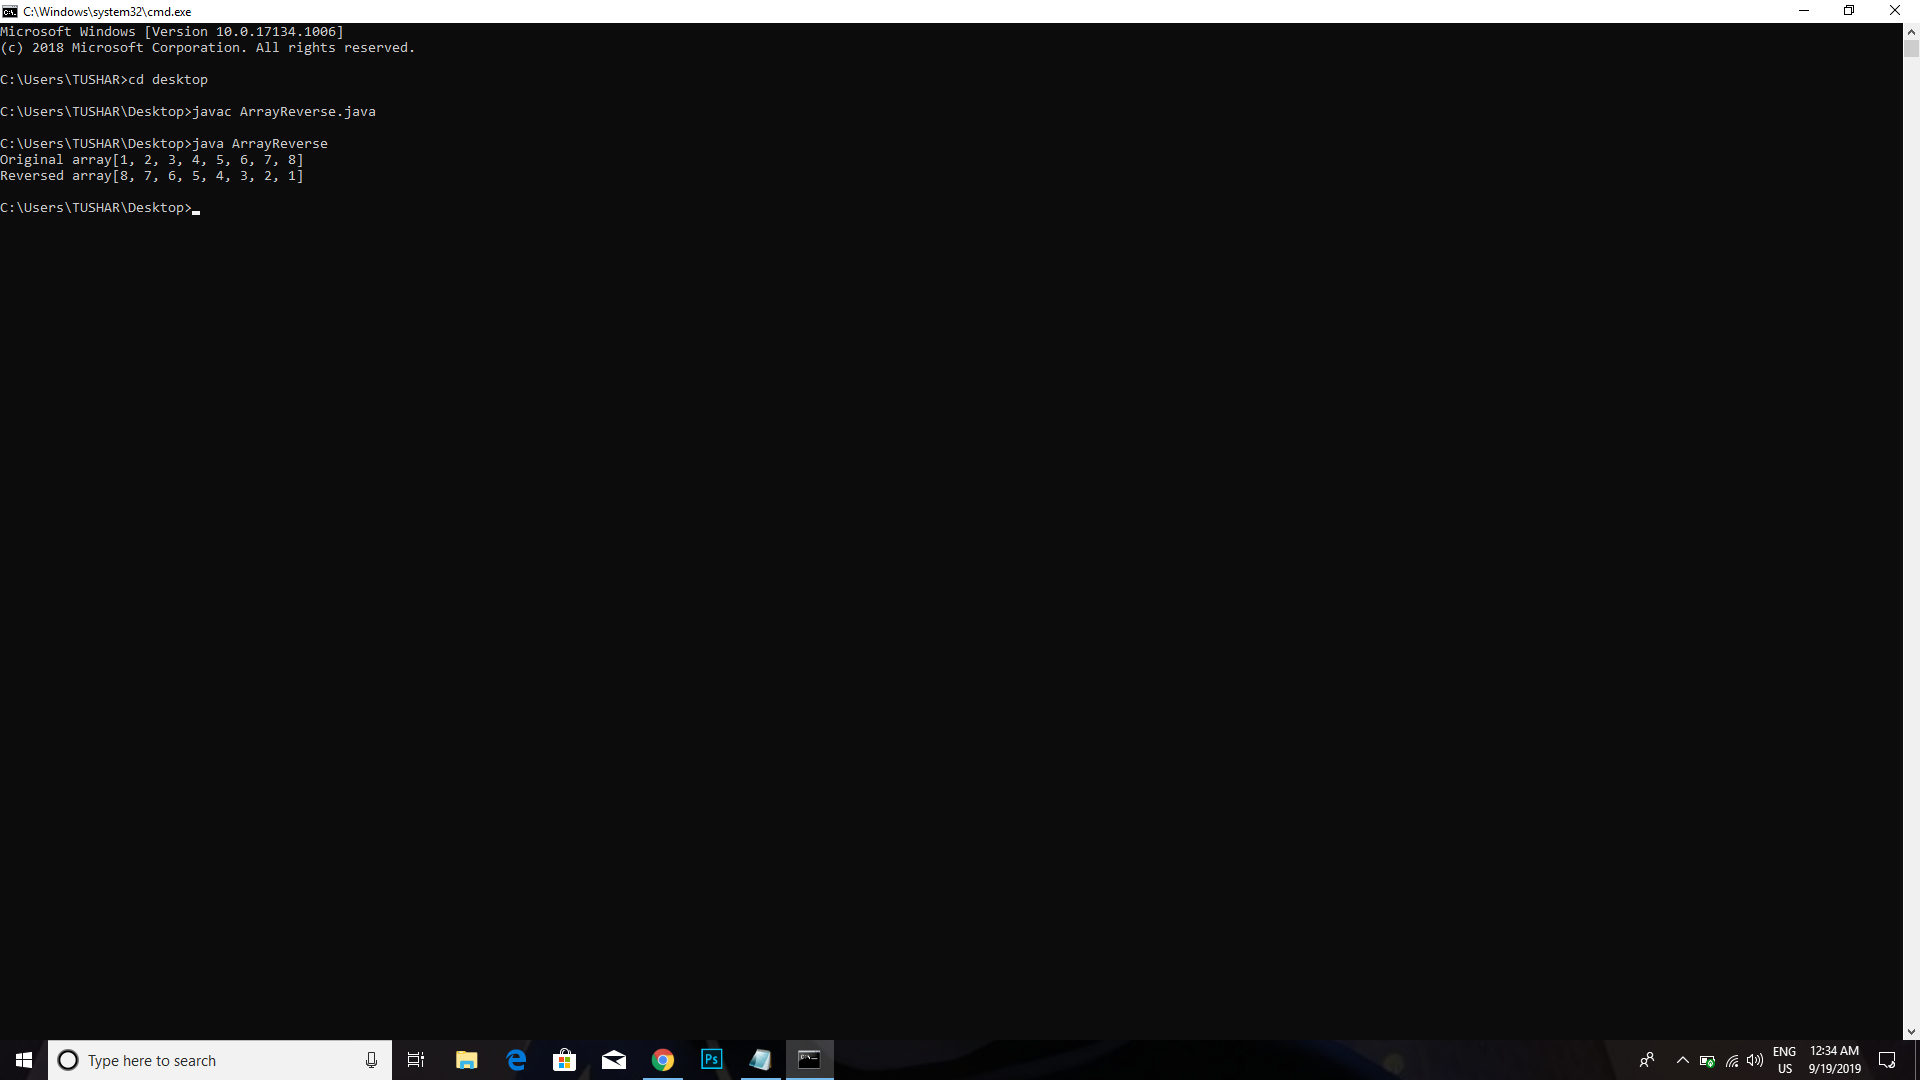 C:\Windows\system32\cmd.exe
Microsoft Windows [Version 10.0.17134.1006]
(c) 2018 Microsoft Corporation. All rights reserved.
C:\Users\TUSHAR>cd desktop
C:\Users\TUSHAR\Desktop>javac ArrayReverse.java
C:\Users\TUSHAR\Desktop>java ArrayReverse
Original array[1, 2, 3, 4, 5, 6, 7, 8]
Reversed array[8, 7, 6, 5, 4, 3, 2, 1]
C:\Users\TUSHAR\Desktop>
Type here to search
Ps
ENG
US
12:34 AM
9/19/2019